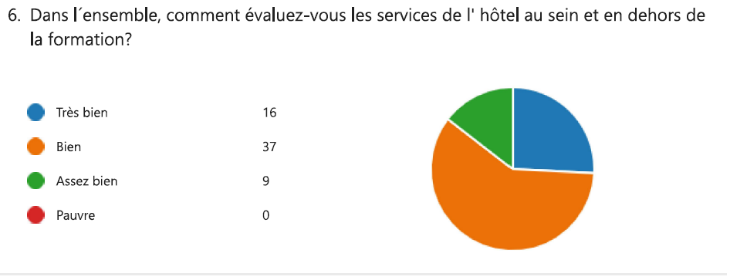 6. Dans l´ensemble, comment évaluez-vous les services de l' hôtel au sein et en dehors de
la formation?
Très bien 16
Bien 37
Assez bien 9
Pauvre 0